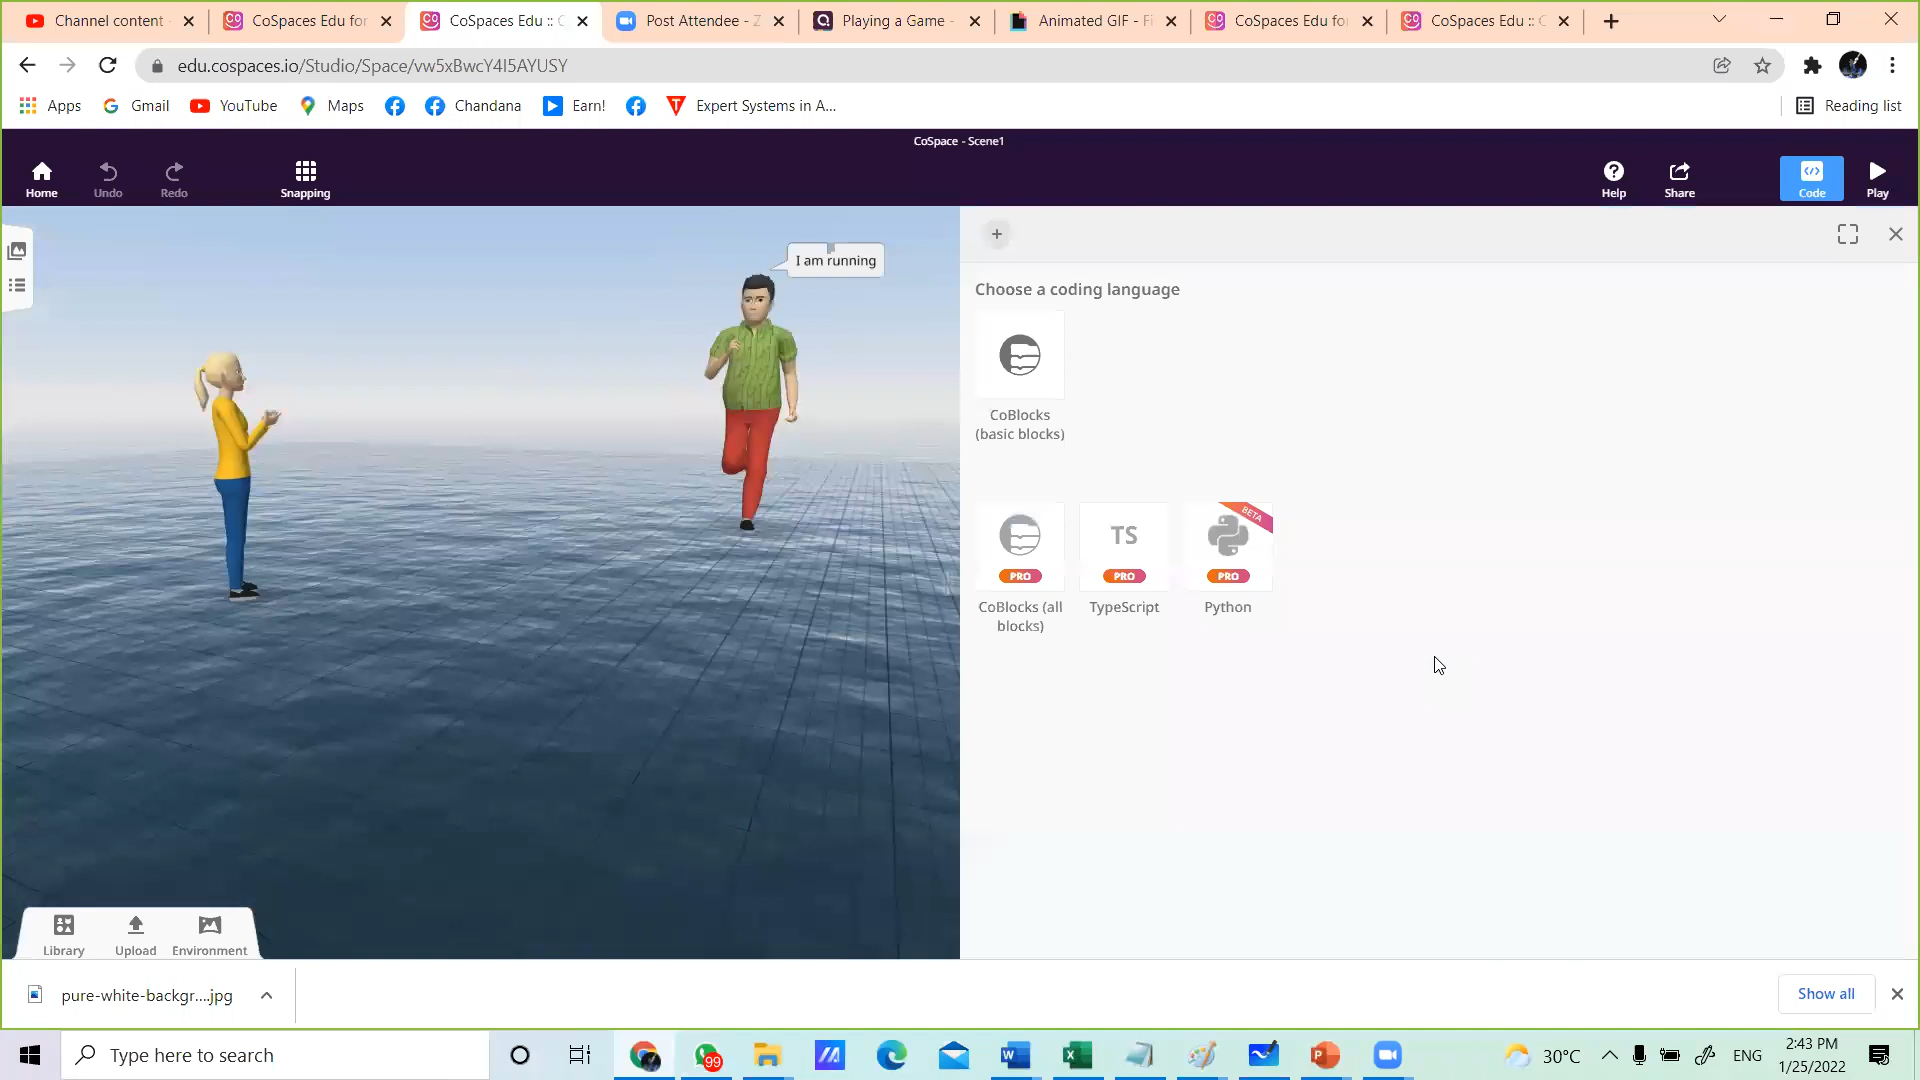 Channel content
CoSpaces Edu for
CoSpaces Edu :: C
Post Attendee - Z
Playing a Game -
Animated GIF - Fi
CoSpaces Edu fo
CoSpaces Edu :: C
edu.cospaces.io/Studio/Space/vw5xBwcY4I5AYUSY
Apps
Gmail
YouTube
Maps
Chandana
Earn!
Expert Systems in A...
Reading list
CoSpace - Scene1
Home
Undo
Redo
Snapping
Help
Share
Code
Play
I am running
Choose a coding language
CoBlocks
(basic blocks)
PRO
CoBlocks (all
blocks)
TS
PRO
TypeScript
BETA
PRO
Python
Library
Upload
Environment
pure-white-backgr....jpg
Show all
Type here to search
99
30°C
ENG
2:43 PM
1/25/2022